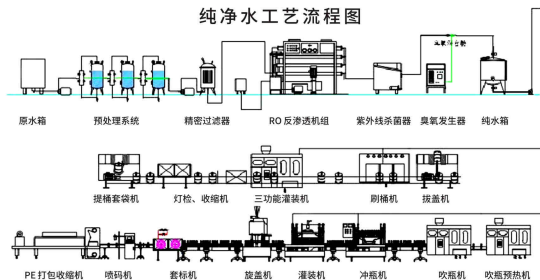 纯净水工艺流程图
原水箱 预处理系统 精密过滤器 RO反渗透机组 紫外线杀菌器 臭氧发生器 纯水箱
提桶套袋机 灯检、收缩机 三功能灌装机 刷桶机 拔盖机
PE打包收缩机 喷码机 套标机 旋盖机 灌装机 冲瓶机 吹瓶机 吹瓶预热机